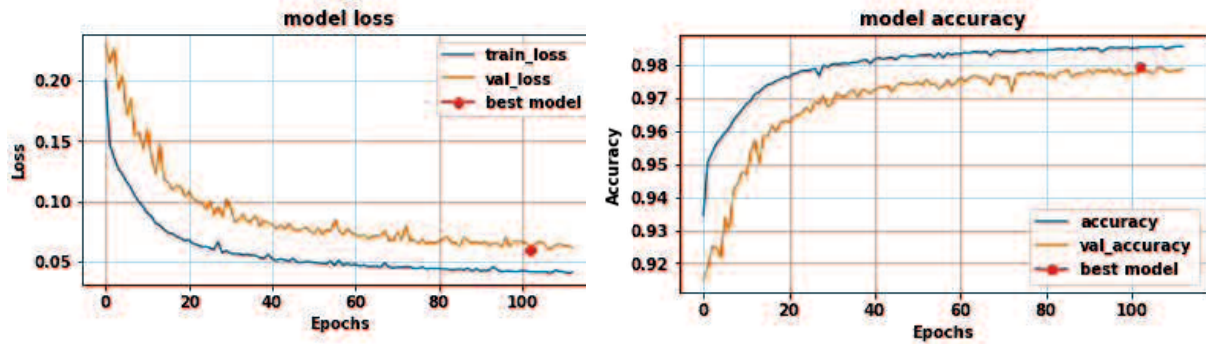 model loss
train_loss
val_loss
best model
0.20
0.15
0.10
0.05
Loss
0 20 40 60 80 100
Epochs
model accuracy
0.98
0.97
0.96
0.95
0.94
0.93
0.92
Accuracy
accuracy
val_accuracy
best model
0 20 40 60 80 100
Epochs